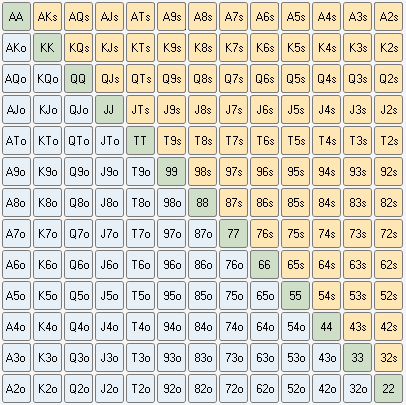 AA AKs AQs AJs ATs A9s A8s A7s A6s A5s A4s A3s A2s
AKo KK KQs KJs KTs K9s K8s K7s K6s K5s K4s K3s K2s
AQo KQo QQ QJs QTs Q9s Q8s Q7s Q6s Q5s Q4s Q3s Q2s
AJo KJo QJo JJ JTs J9s J8s J7s J6s J5s J4s J3s J2s
ATo KTo QTo JTo TT T9s T8s T7s T6s T5s T4s T3s T2s
A9o K9o Q9o J9o T9o 99 98s 97s 96s 95s 94s 93s 92s
A8o K8o Q8o J8o T8o 98o 88 87s 86s 85s 84s 83s 82s
A7o K7o Q7o J7o T7o 97o 87o 77 76s 75s 74s 73s 72s
A6o K6o Q6o J6o T6o 96o 86o 76o 66 65s 64s 63s 62s
A5o K5o Q5o J5o T5o 95o 85o 75o 65o 55 54s 53s 52s
A4o K4o Q4o J4o T4o 94o 84o 74o 64o 54o 44 43s 42s
A3o K3o Q3o J3o T3o 93o 83o 73o 63o 53o 43o 33 32s
A2o K2o Q2o J2o T2o 92o 82o 72o 62o 52o 42o 32o 22